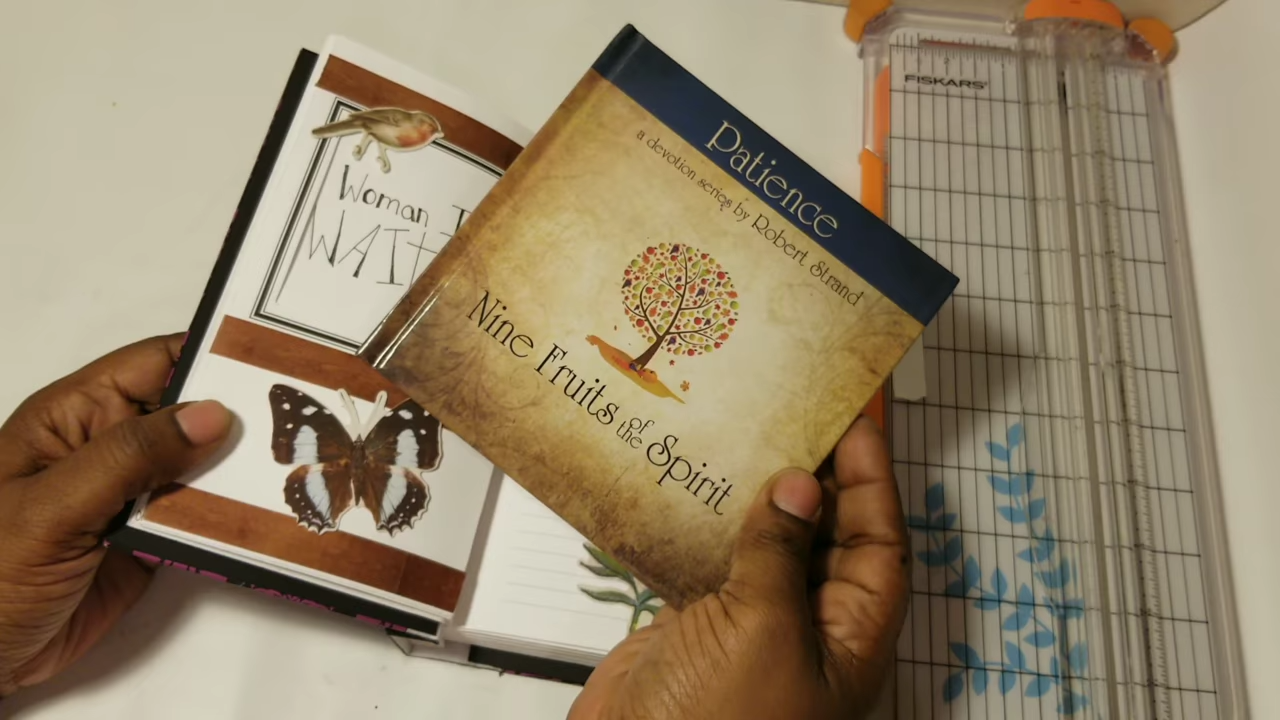 Woman
WAIT
Patience
a devotion series by Robert Strand
Nine Fruits of the Spirit
FISKARS